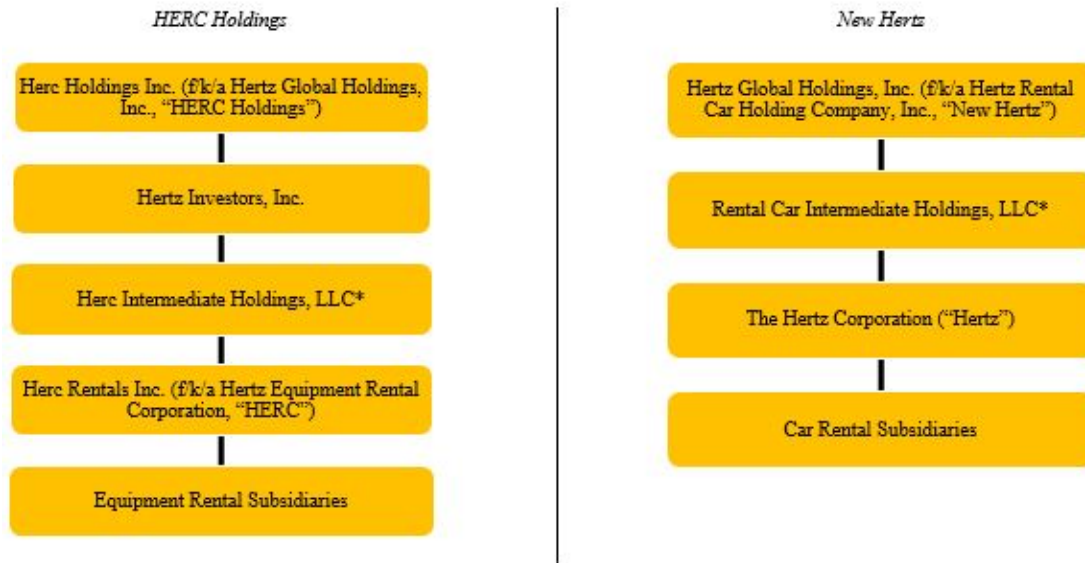 HERC Holdings
Herc Holdings Inc. (f/k/a Hertz Global Holdings,
Inc., “HERC Holdings”)
Hertz Investors, Inc.
Herc Intermediate Holdings, LLC*
Herc Rentals Inc. (f/k/a Hertz Equipment Rental
Corporation, “HERC”)
Equipment Rental Subsidiaries
New Hertz
Hertz Global Holdings, Inc. (f/k/a Hertz Rental
Car Holding Company, Inc., “New Hertz”)
Rental Car Intermediate Holdings, LLC*
The Hertz Corporation (“Hertz”)
Car Rental Subsidiaries